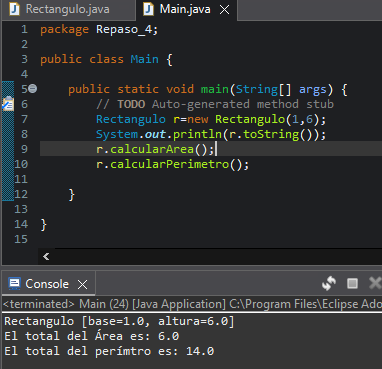 Rectangulo.java
Main.java
1 package Repaso_4;
2
3 public class Main {
4
5 public static void main(String[] args) {
6 // TODO Auto-generated method stub
7 Rectangulo r=new Rectangulo(1,6);
8 System.out.println(r.toString());
9 r.calcularArea();
10 r.calcularPerimetro();
11
12 }
13
14 }
15
Console
<terminated> Main (24) [Java Application] C:\Program Files\Eclipse Ado
Rectangulo [base=1.0, altura=6.0]
El total del Área es: 6.0
El total del perímtro es: 14.0